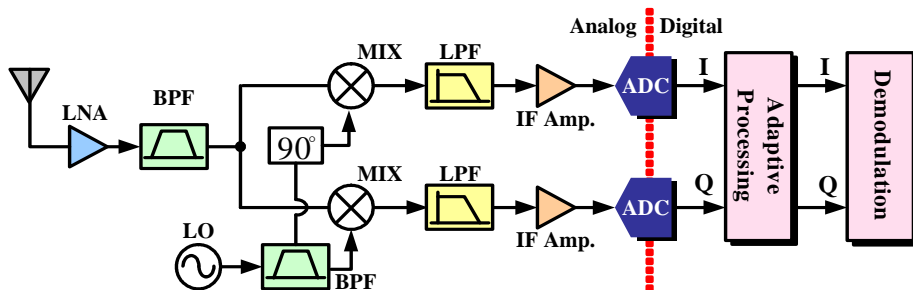 Analog Digital
MIX LPF
I I
BPF
LNA
ADC
IF Amp.
90°
Adaptive
Processing
Demodulation
MIX LPF
Q Q
ADC
IF Amp.
LO
BPF